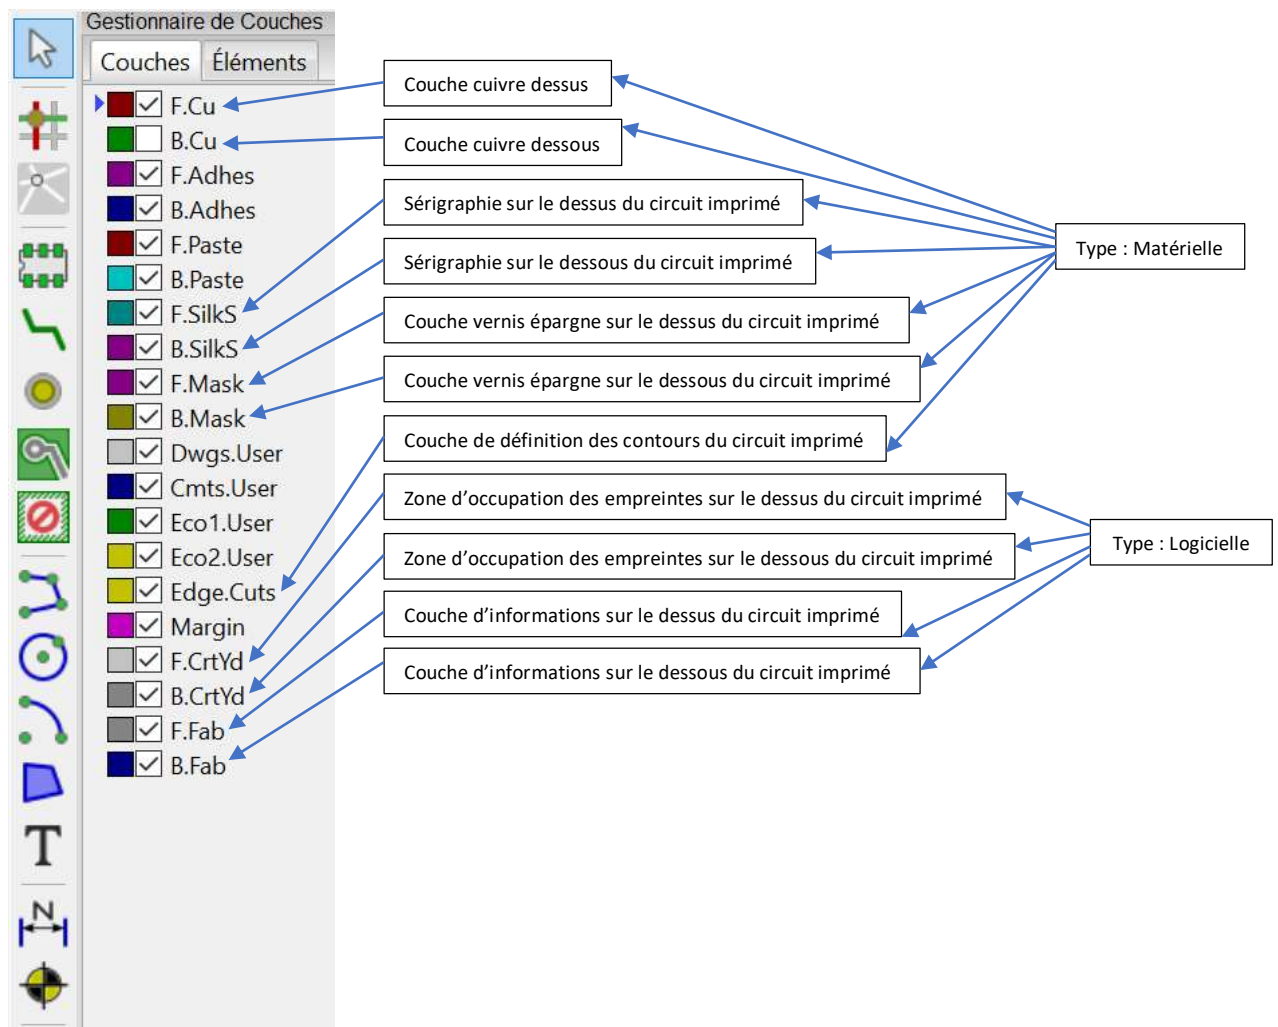 Gestionnaire de Couches
Couches Éléments
F.Cu
B.Cu
F.Adhes
B.Adhes
F.Paste
B.Paste
F.SilkS
B.SilkS
F.Mask
B.Mask
Dwgs.User
Cmts.User
Eco1.User
Eco2.User
Edge.Cuts
Margin
F.CrtYd
B.CrtYd
F.Fab
B.Fab
T
N
Couche cuivre dessus
Couche cuivre dessous
Sérigraphie sur le dessus du circuit imprimé
Sérigraphie sur le dessous du circuit imprimé
Couche vernis épargne sur le dessus du circuit imprimé
Couche vernis épargne sur le dessous du circuit imprimé
Couche de définition des contours du circuit imprimé
Zone d’occupation des empreintes sur le dessus du circuit imprimé
Zone d’occupation des empreintes sur le dessous du circuit imprimé
Couche d’informations sur le dessus du circuit imprimé
Couche d’informations sur le dessous du circuit imprimé
Type : Matérielle
Type : Logicielle